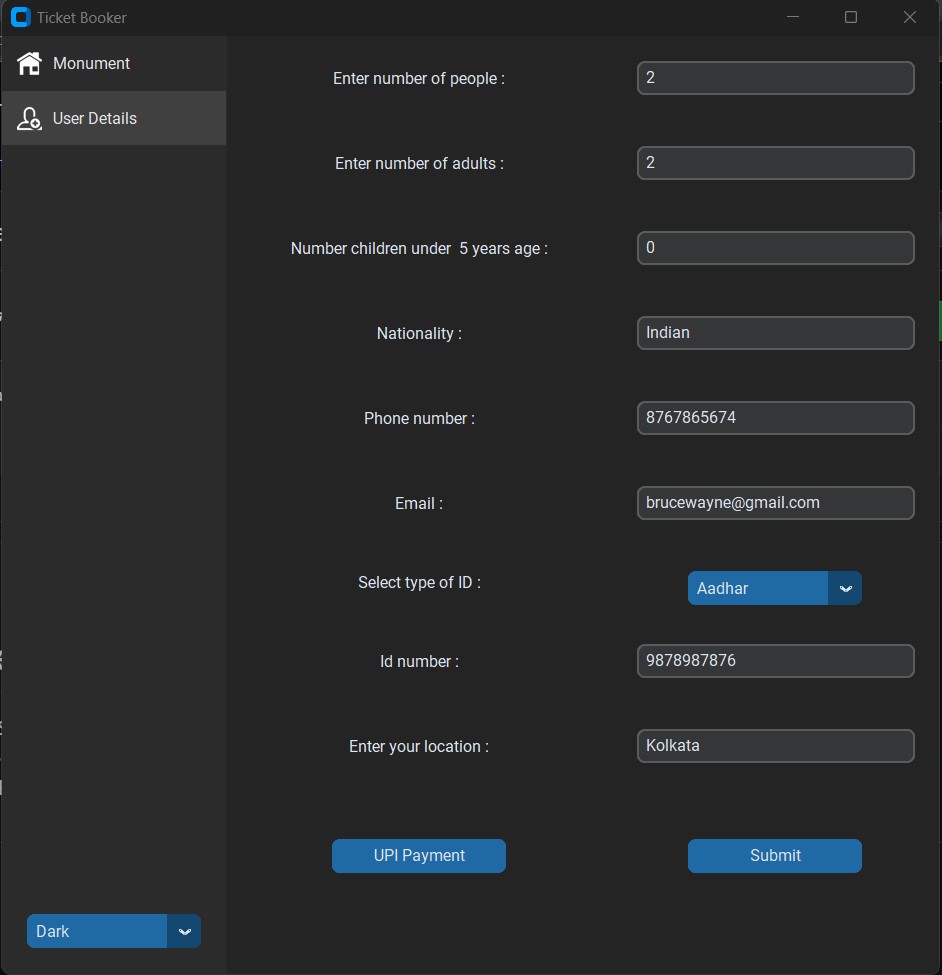 Ticket Booker
Monument
User Details
Enter number of people : 2
Enter number of adults : 2
Number children under  5 years age : 0
Nationality : Indian
Phone number : 8767865674
Email : brucewayne@gmail.com
Select type of ID : Aadhar
Id number : 9878987876
Enter your location : Kolkata
UPI Payment Submit
Dark